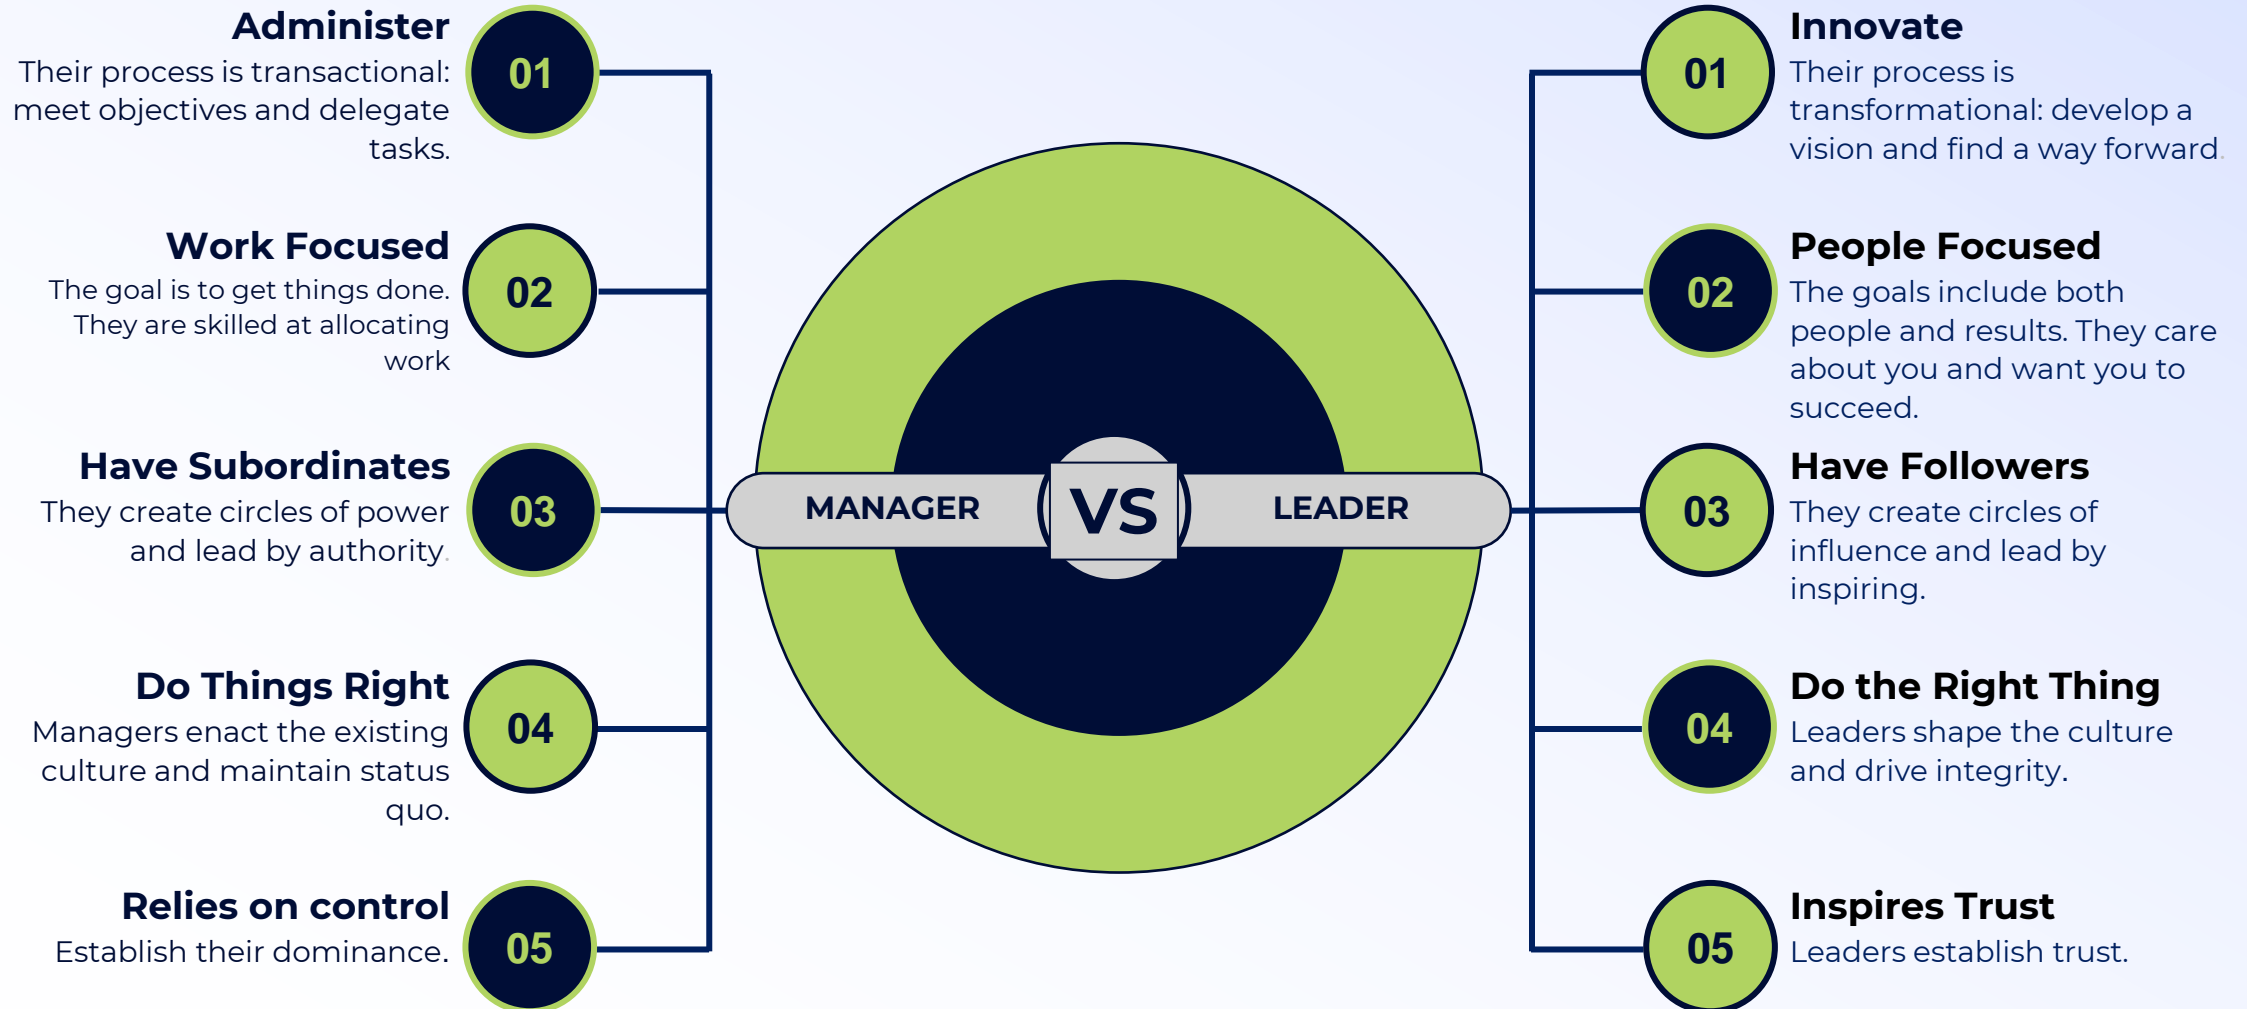 Administer
Their process is transactional:
meet objectives and delegate
tasks.
01
Work Focused
The goal is to get things done.
They are skilled at allocating
work
02
Have Subordinates
They create circles of power
and lead by authority.
03
Do Things Right
Managers enact the existing
culture and maintain status
quo.
04
Relies on control
Establish their dominance.
05
MANAGER
VS
LEADER
01
Innovate
Their process is
transformational: develop a
vision and find a way forward.
02
People Focused
The goals include both
people and results. They care
about you and want you to
succeed.
03
Have Followers
They create circles of
influence and lead by
inspiring.
04
Do the Right Thing
Leaders shape the culture
and drive integrity.
05
Inspires Trust
Leaders establish trust.